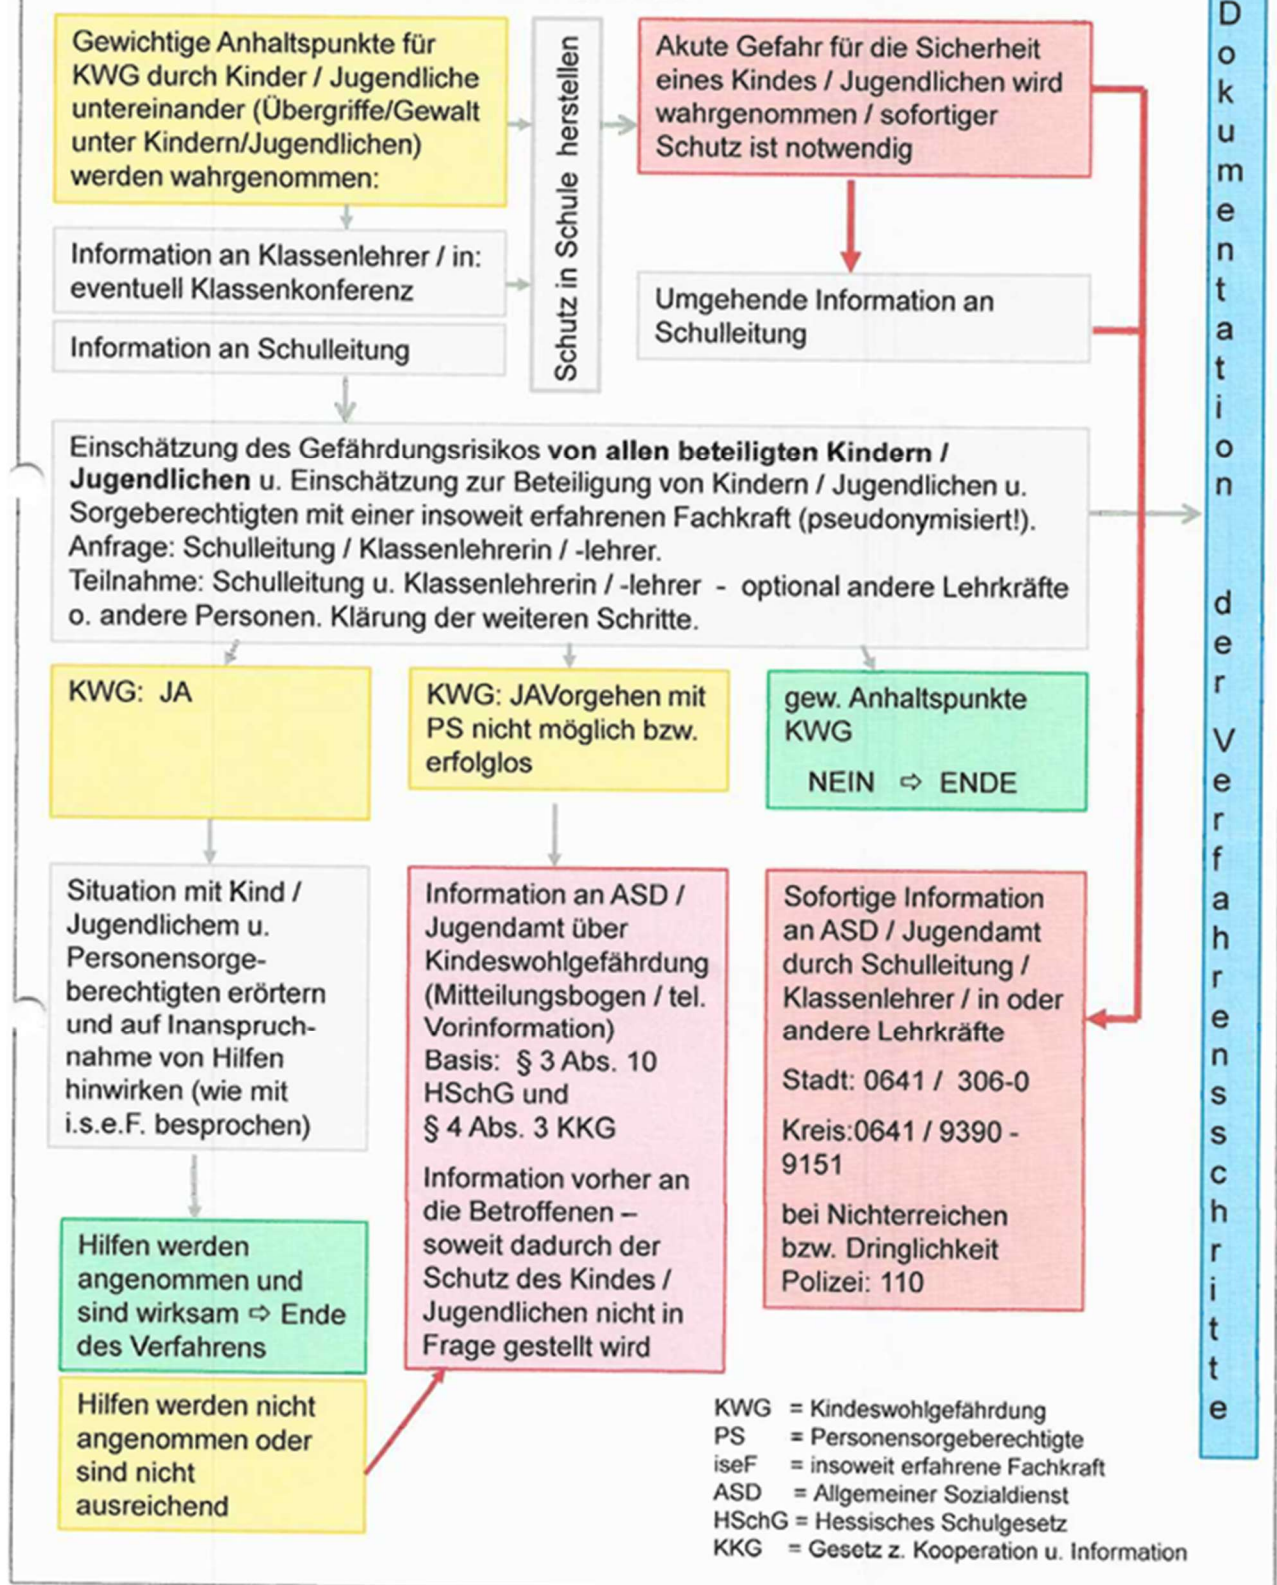 Gewichtige Anhaltspunkte für
KWG durch Kinder / Jugendliche
untereinander (Übergriffe/Gewalt
unter Kindern/Jugendlichen)
werden wahrgenommen:
Information an Klassenlehrer / in:
eventuell Klassenkonferenz
Information an Schulleitung
Schutz in Schule herstellen
Akute Gefahr für die Sicherheit
eines Kindes / Jugendlichen wird
wahrgenommen / sofortiger
Schutz ist notwendig
Umgehende Information an
Schulleitung
Einschätzung des Gefährdungsrisikos von allen beteiligten Kindern /
Jugendlichen u. Einschätzung zur Beteiligung von Kindern / Jugendlichen u.
Sorgeberechtigten mit einer insoweit erfahrenen Fachkraft (pseudonymisiert!).
Anfrage: Schulleitung / Klassenlehrerin / -lehrer.
Teilnahme: Schulleitung u. Klassenlehrerin / -lehrer - optional andere Lehrkräfte
o. andere Personen. Klärung der weiteren Schritte.
KWG: JA
KWG: JAVorgehen mit
PS nicht möglich bzw.
erfolglos
gew. Anhaltspunkte
KWG
NEIN ⇨ ENDE
Situation mit Kind /
Jugendlichem u.
Personensorge-
berechtigten erörtern
und auf Inanspruch-
nahme von Hilfen
hinwirken (wie mit
i.s.e.F. besprochen)
Hilfen werden
angenommen und
sind wirksam ⇨ Ende
des Verfahrens
Hilfen werden nicht
angenommen oder
sind nicht
ausreichend
Information an ASD /
Jugendamt über
Kindeswohlgefährdung
(Mitteilungsbogen / tel.
Vorinformation)
Basis: § 3 Abs. 10
HSchG und
§ 4 Abs. 3 KKG
Information vorher an
die Betroffenen –
soweit dadurch der
Schutz des Kindes /
Jugendlichen nicht in
Frage gestellt wird
Sofortige Information
an ASD / Jugendamt
durch Schulleitung /
Klassenlehrer / in oder
andere Lehrkräfte
Stadt: 0641 / 306-0
Kreis:0641 / 9390 -
9151
bei Nichterreichen
bzw. Dringlichkeit
Polizei: 110
KWG = Kindeswohlgefährdung
PS = Personensorgeberechtigte
iseF = insoweit erfahrene Fachkraft
ASD = Allgemeiner Sozialdienst
HSchG = Hessisches Schulgesetz
KKG = Gesetz z. Kooperation u. Information
Dokumentation der Verfahrensschritte